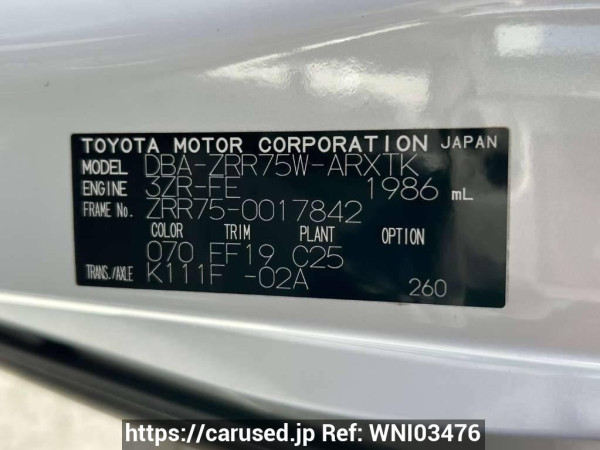 TOYOTA MOTOR CORPORATION JAPAN
MODEL DBA-ZRR75W-ARXTK
ENGINE 3ZR-FE 1986 mL
FRAME No. ZRR75-0017842
COLOR TRIM PLANT OPTION
070 FF19 C25
TRANS./AXLE K111F -02A
260
https://carused.jp Ref: WNI03476